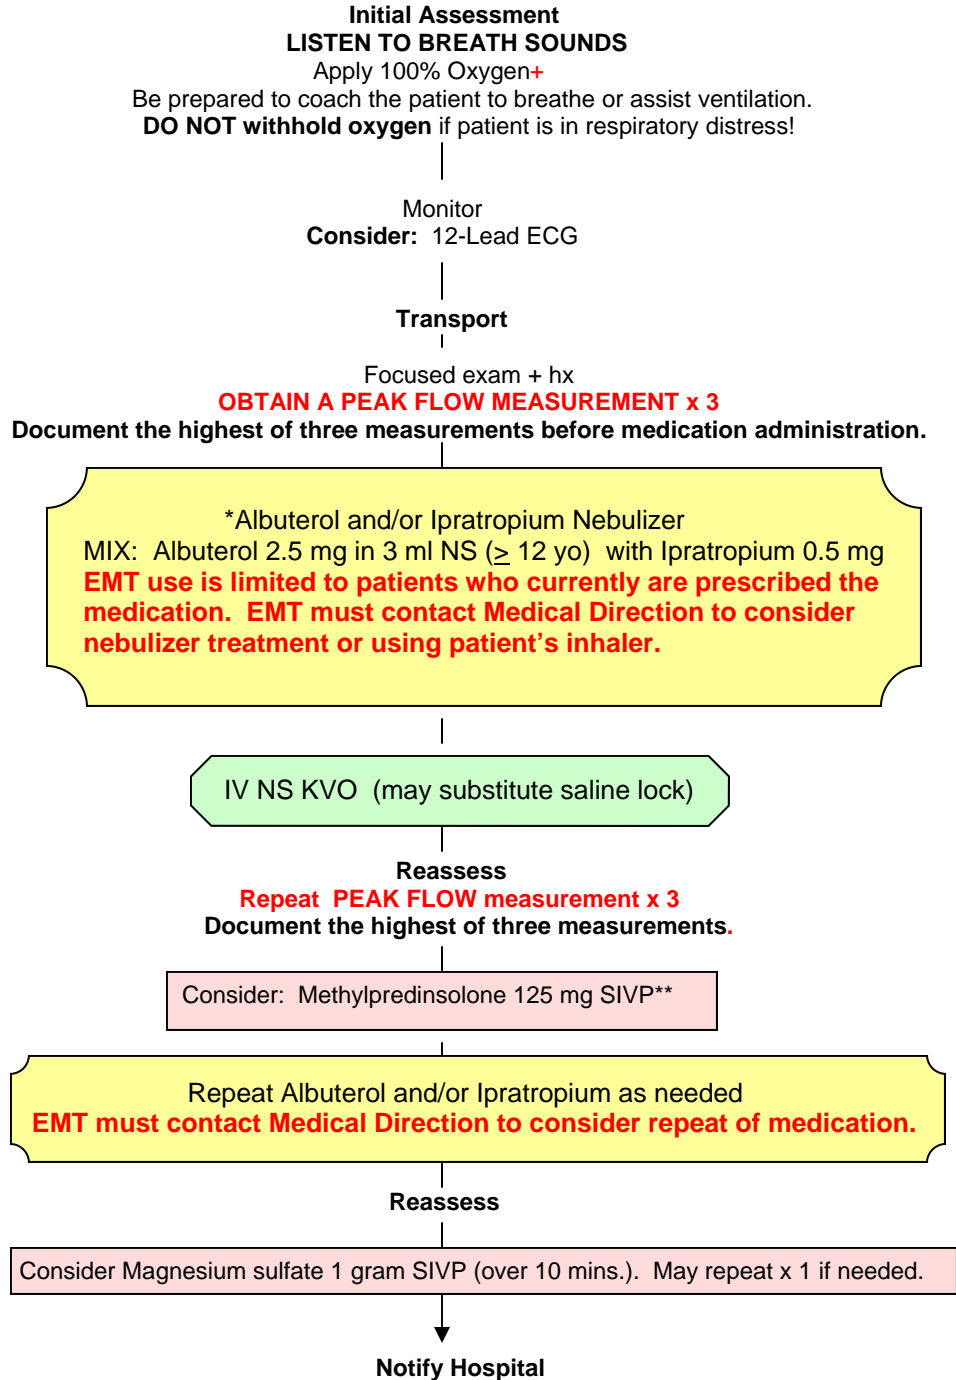 Initial Assessment
LISTEN TO BREATH SOUNDS
Apply 100% Oxygen+
Be prepared to coach the patient to breathe or assist ventilation.
DO NOT withhold oxygen if patient is in respiratory distress!
Monitor
Consider: 12-Lead ECG
Transport
Focused exam + hx
OBTAIN A PEAK FLOW MEASUREMENT x 3
Document the highest of three measurements before medication administration.
*Albuterol and/or Ipratropium Nebulizer
MIX: Albuterol 2.5 mg in 3 ml NS (≥ 12 yo) with Ipratropium 0.5 mg
EMT use is limited to patients who currently are prescribed the
medication. EMT must contact Medical Direction to consider
nebulizer treatment or using patient's inhaler.
IV NS KVO (may substitute saline lock)
Reassess
Repeat PEAK FLOW measurement x 3
Document the highest of three measurements.
Consider: Methylpredinsolone 125 mg SIVP**
Repeat Albuterol and/or Ipratropium as needed
EMT must contact Medical Direction to consider repeat of medication.
Reassess
Consider Magnesium sulfate 1 gram SIVP (over 10 mins.). May repeat x 1 if needed.
Notify Hospital